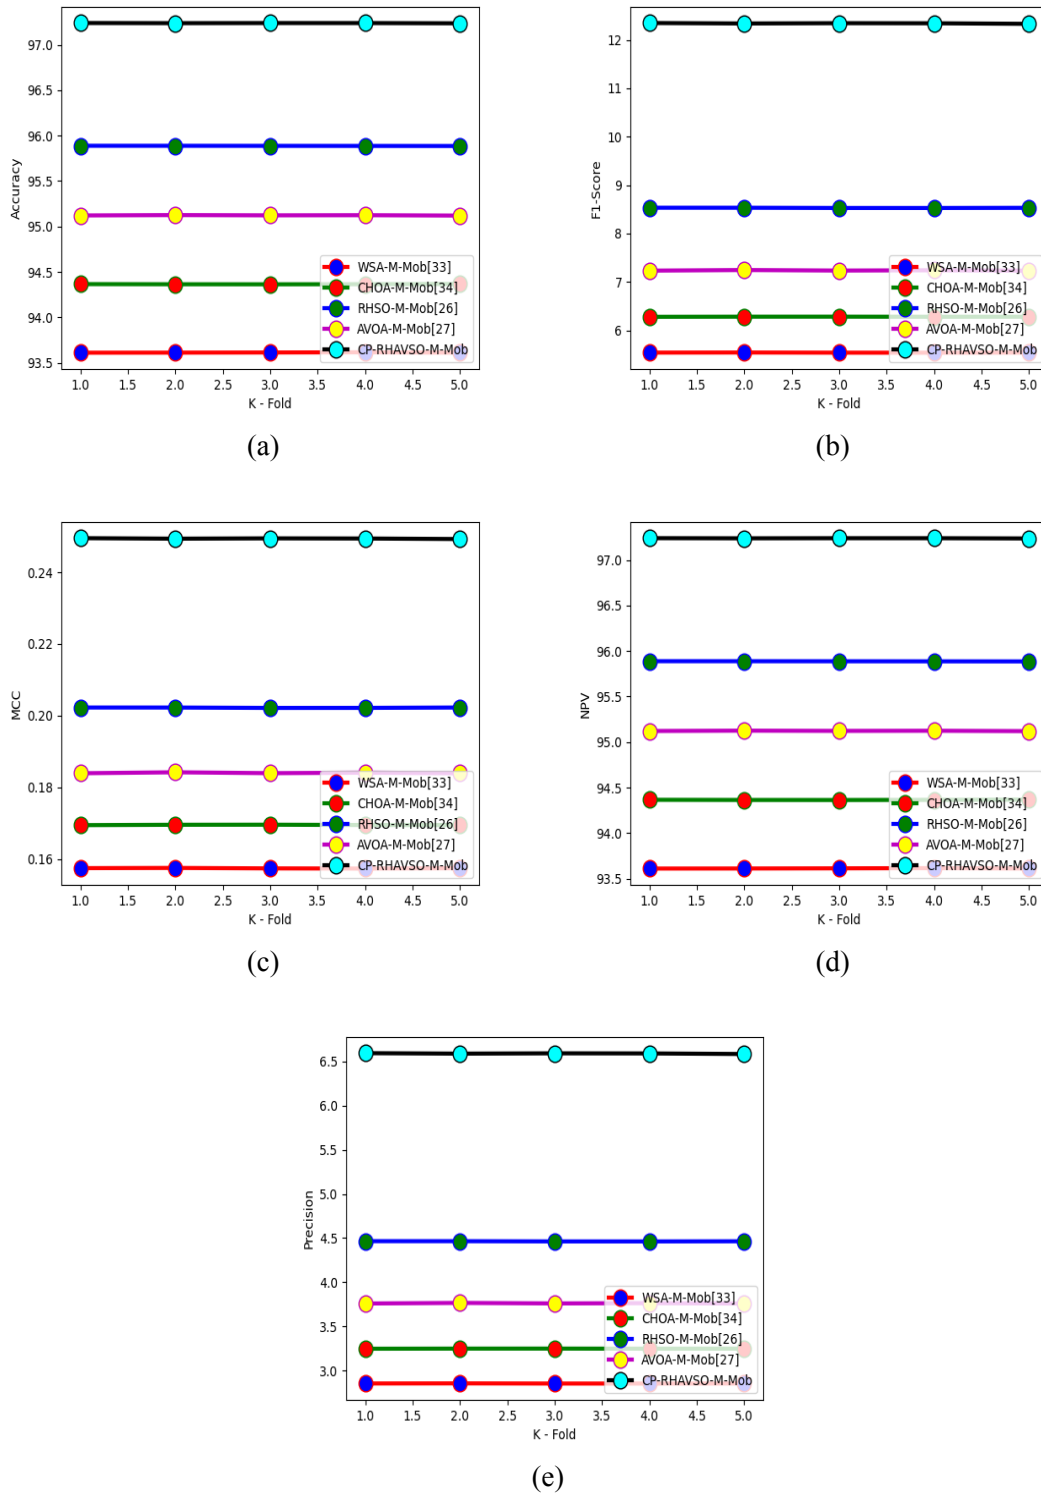 97.0
96.5
96.0
95.5
95.0
94.5
94.0
93.5
Accuracy
WSA-M-Mob[33]
CHOA-M-Mob[34]
RHSO-M-Mob[26]
AVOA-M-Mob[27]
CP-RHAVSO-M-Mob
1.0 1.5 2.0 2.5 3.0 3.5 4.0 4.5 5.0
K - Fold
(a)
12
11
10
9
8
7
6
F1-Score
WSA-M-Mob[33]
CHOA-M-Mob[34]
RHSO-M-Mob[26]
AVOA-M-Mob[27]
CP-RHAVSO-M-Mob
1.0 1.5 2.0 2.5 3.0 3.5 4.0 4.5 5.0
K - Fold
(b)
0.24
0.22
0.20
0.18
0.16
MCC
WSA-M-Mob[33]
CHOA-M-Mob[34]
RHSO-M-Mob[26]
AVOA-M-Mob[27]
CP-RHAVSO-M-Mob
1.0 1.5 2.0 2.5 3.0 3.5 4.0 4.5 5.0
K - Fold
(c)
97.0
96.5
96.0
95.5
95.0
94.5
94.0
93.5
NPV
WSA-M-Mob[33]
CHOA-M-Mob[34]
RHSO-M-Mob[26]
AVOA-M-Mob[27]
CP-RHAVSO-M-Mob
1.0 1.5 2.0 2.5 3.0 3.5 4.0 4.5 5.0
K - Fold
(d)
6.5
6.0
5.5
5.0
4.5
4.0
3.5
3.0
Precision
WSA-M-Mob[33]
CHOA-M-Mob[34]
RHSO-M-Mob[26]
AVOA-M-Mob[27]
CP-RHAVSO-M-Mob
1.0 1.5 2.0 2.5 3.0 3.5 4.0 4.5 5.0
K - Fold
(e)